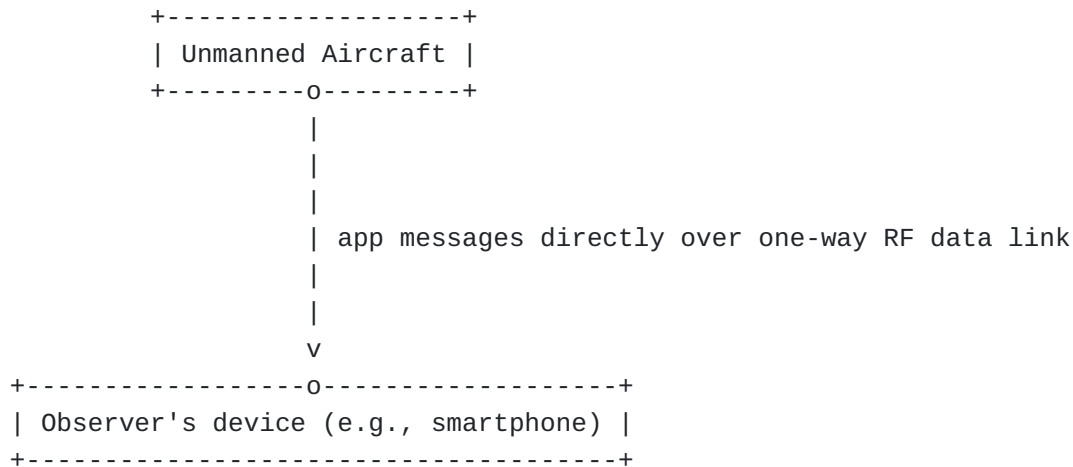 +-------------------+
| Unmanned Aircraft |
+---------o---------+
|
|
|
| app messages directly over one-way RF data link
|
|
v
+------------------o-------------------+
| Observer's device (e.g., smartphone) |
+--------------------------------------+